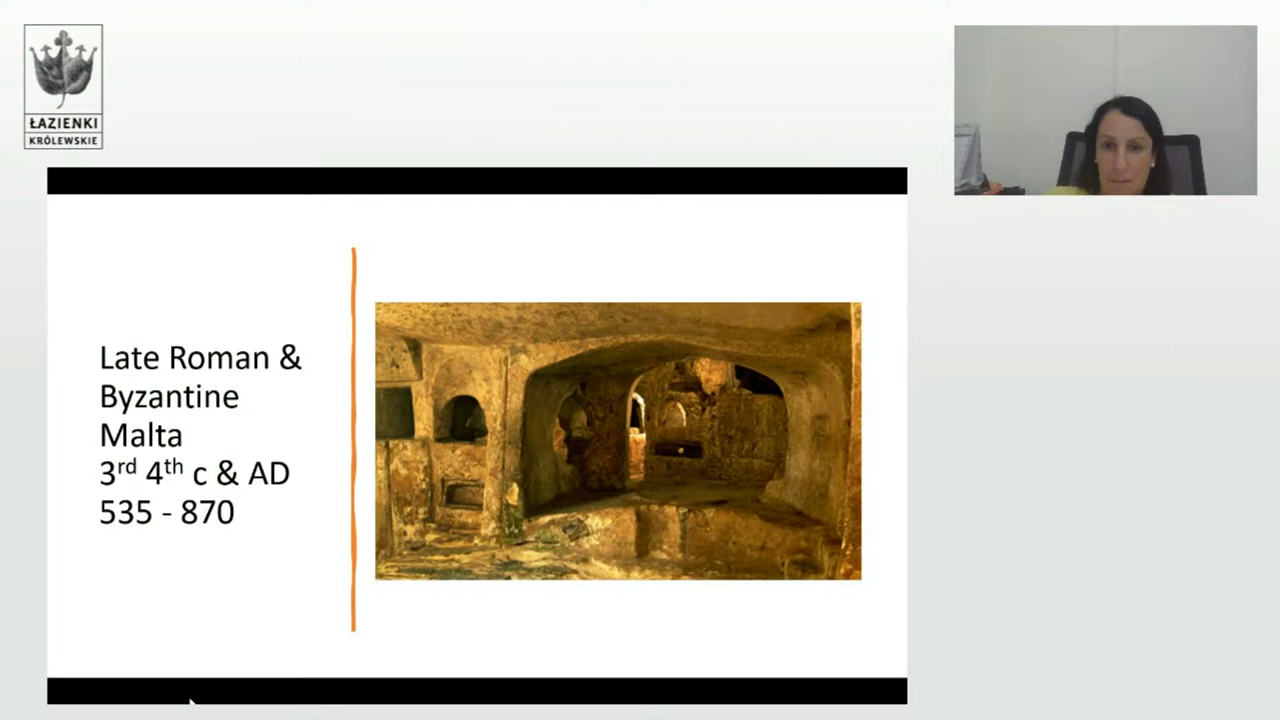 ŁAZIENKI
KRÓLEWSKIE
Late Roman &
Byzantine
Malta
3rd 4th c & AD
535 - 870